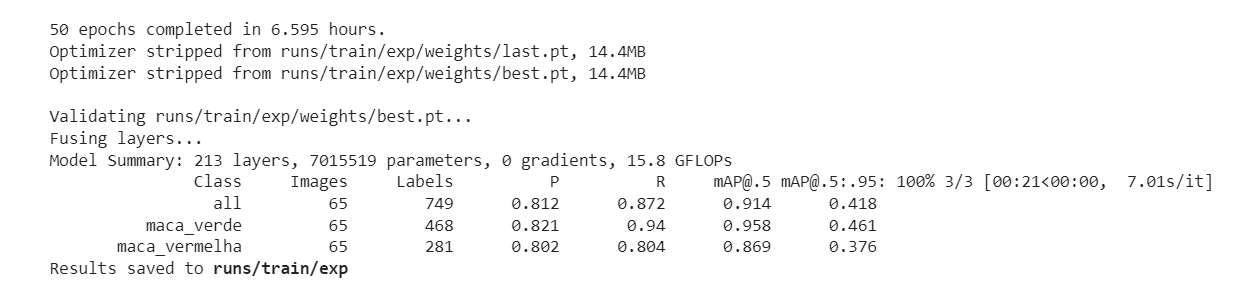 50 epochs completed in 6.595 hours.
Optimizer stripped from runs/train/exp/weights/last.pt, 14.4MB
Optimizer stripped from runs/train/exp/weights/best.pt, 14.4MB
Validating runs/train/exp/weights/best.pt...
Fusing layers...
Model Summary: 213 layers, 7015519 parameters, 0 gradients, 15.8 GFLOPs
Class Images Labels P R mAP@.5 mAP@.5:.95: 100% 3/3 [00:21<00:00, 7.01s/it]
all 65 749 0.812 0.872 0.914 0.418
maca_verde 65 468 0.821 0.94 0.958 0.461
maca_vermelha 65 281 0.802 0.804 0.869 0.376
Results saved to runs/train/exp